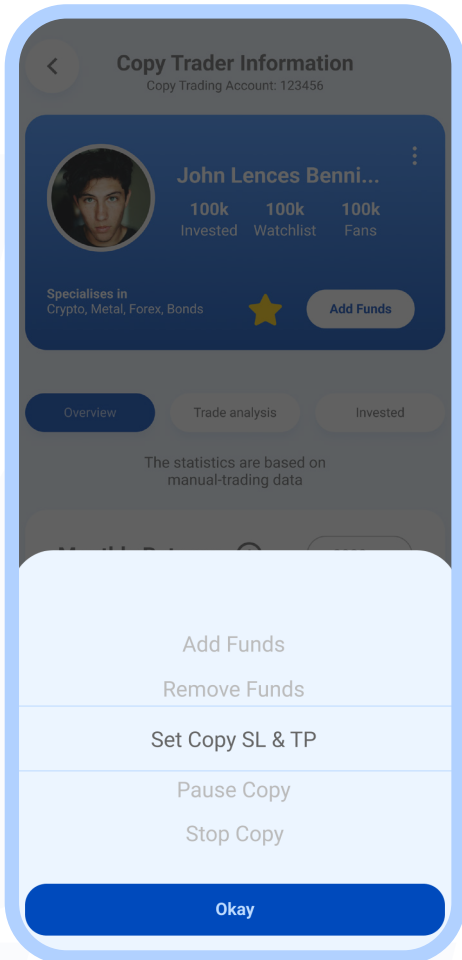 Copy Trader Information
Copy Trading Account: 123456
John Lences Benni...
100k 100k 100k
Invested Watchlist Fans
Specialises in
Crypto, Metal, Forex, Bonds
Add Funds
Overview Trade analysis Invested
The statistics are based on
manual-trading data
Add Funds
Remove Funds
Set Copy SL & TP
Pause Copy
Stop Copy
Okay